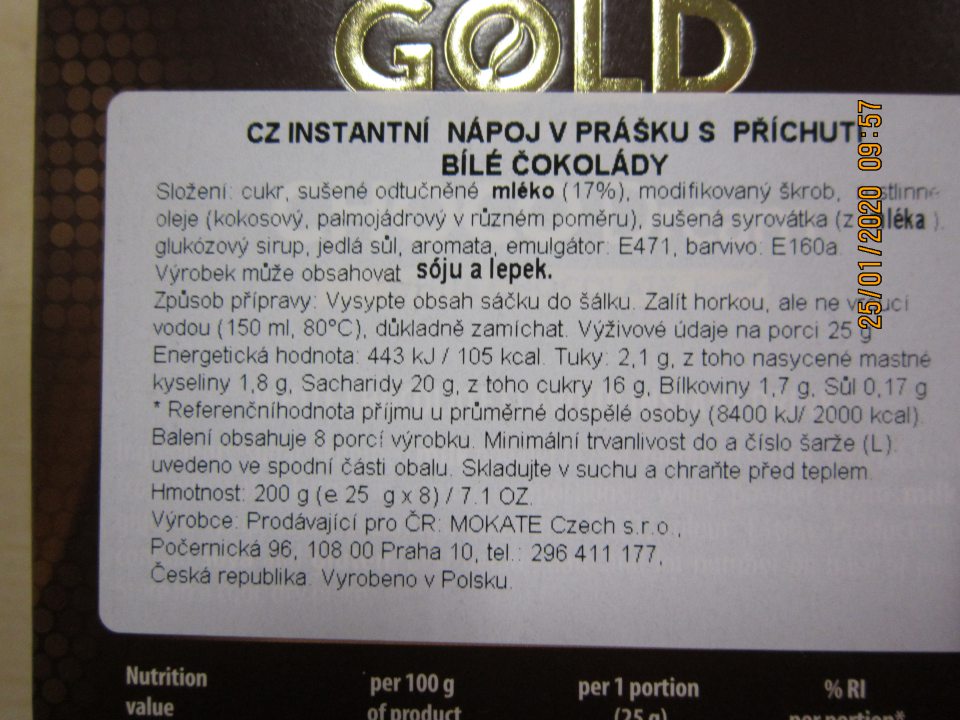 GOLD
CZ INSTANTNÍ NÁPOJ V PRÁŠKU S PŘÍCHUTÍ
BÍLÉ ČOKOLÁDY
Složení: cukr, sušené odtučněné mléko (17%), modifikovaný škrob,
oleje (kokosový, palmojádrový v různém poměru), sušená syrovátka (z mléka ).
glukózový sirup, jedlá sůl, aromata, emulgátor: E471, barvivo: E160a.
Výrobek může obsahovat sóju a lepek.
Způsob přípravy: Vysypte obsah sáčku do šálku. Zalít horkou, ale ne vroucí
vodou (150 ml, 80°C), důkladně zamíchat. Výživové údaje na porci 25 g
Energetická hodnota: 443 kJ / 105 kcal. Tuky: 2,1 g, z toho nasycené mastné
kyseliny 1,8 g, Sacharidy 20 g, z toho cukry 16 g, Bílkoviny 1,7 g, Sůl 0,17 g
* Referenčníhodnota příjmu u průměrné dospělé osoby (8400 kJ/ 2000 kcal).
Balení obsahuje 8 porcí výrobku. Minimální trvanlivost do a číslo šarže (L).
uvedeno ve spodní části obalu. Skladujte v suchu a chraňte před teplem.
Hmotnost: 200 g (e 25 g x 8) / 7.1 OZ.
Výrobce: Prodávající pro ČR: MOKATE Czech s.r.o.,
Počernická 96, 108 00 Praha 10, tel.: 296 411 177,
Česká republika. Vyrobeno v Polsku.
25/01/2020 09:57
Nutrition per 100 g per 1 portion % RI
value of product (25 g) per portion*